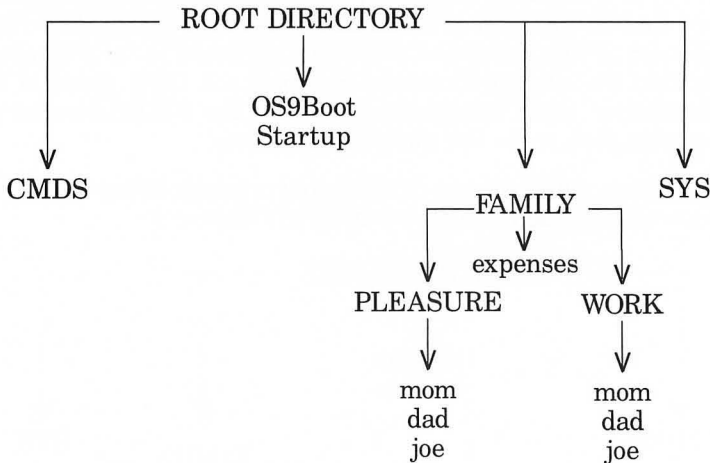 ROOT DIRECTORY
OS9Boot
Startup
CMDS
SYS
FAMILY
expenses
PLEASURE
WORK
mom
dad
joe
mom
dad
joe